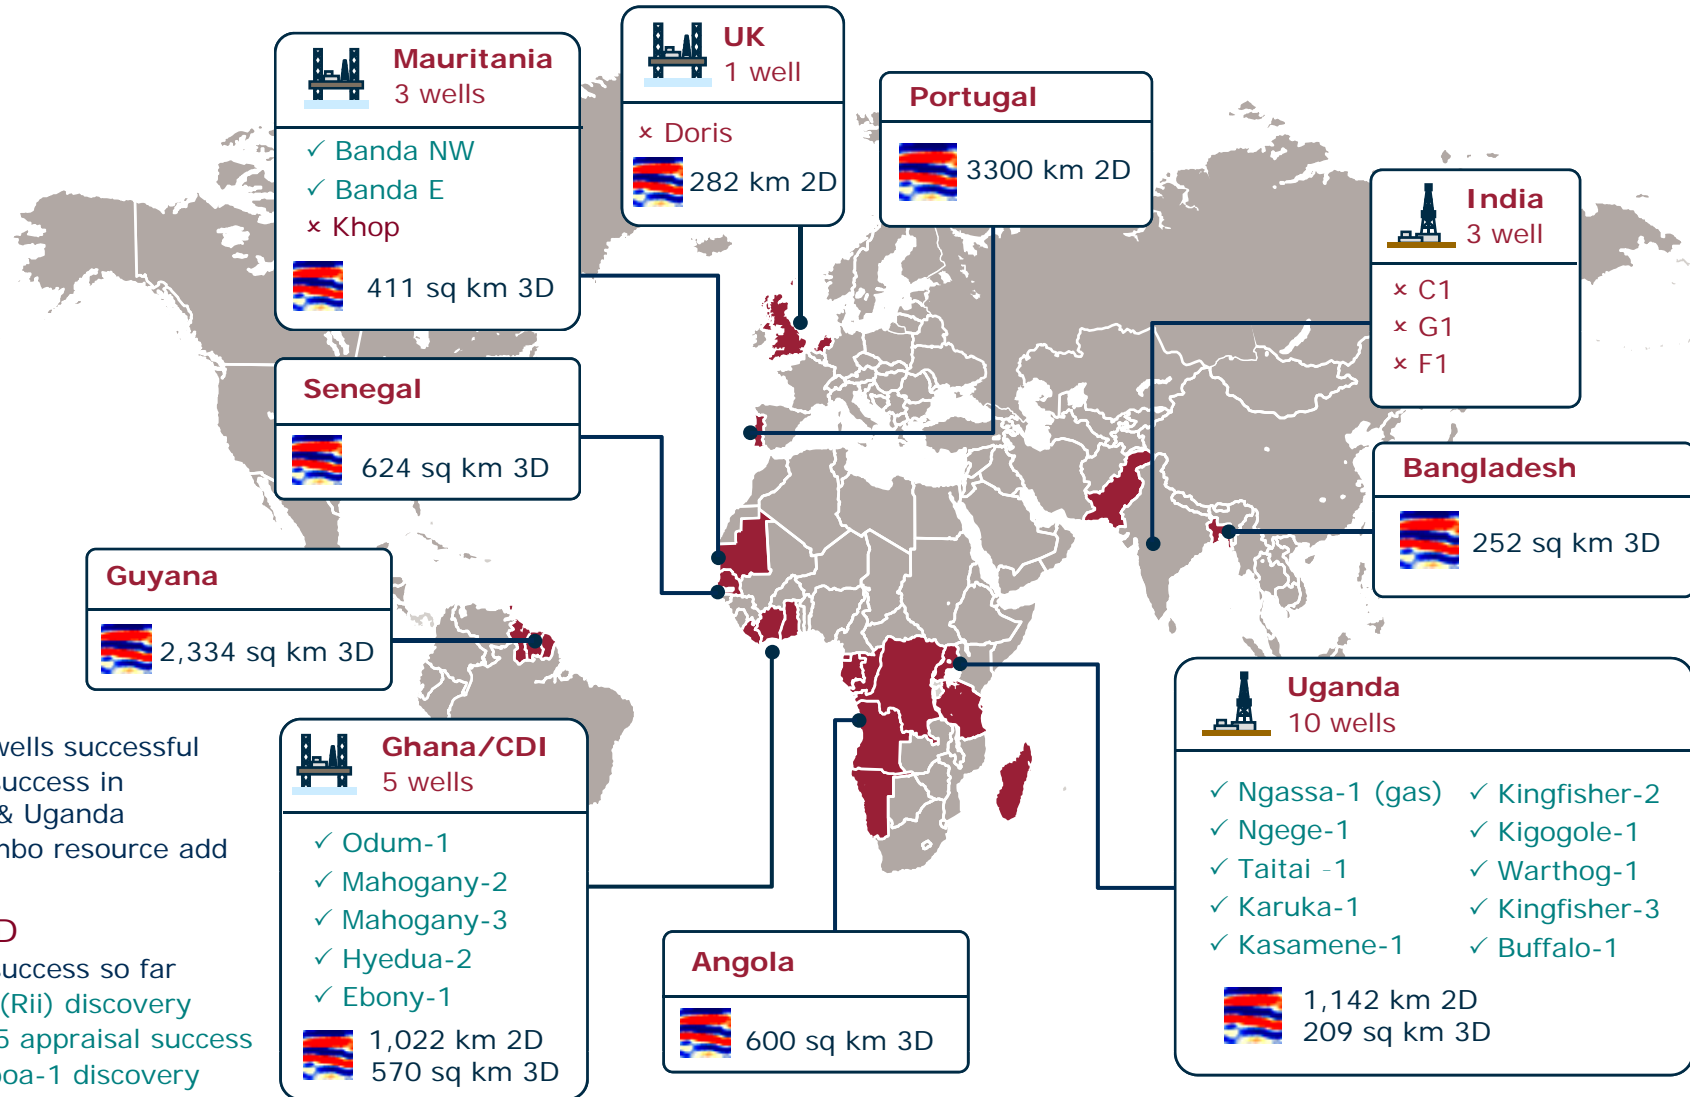 Mauritania
3 wells
✓ Banda NW
✓ Banda E
× Khop
411 sq km 3D
UK
1 well
× Doris
282 km 2D
Portugal
3300 km 2D
India
3 well
× C1
× G1
× F1
Senegal
624 sq km 3D
Bangladesh
252 sq km 3D
Guyana
2,334 sq km 3D
Ghana/CDI
5 wells
✓ Odum-1
✓ Mahogany-2
✓ Mahogany-3
✓ Hyedua-2
✓ Ebony-1
1,022 km 2D
570 sq km 3D
Angola
600 sq km 3D
Uganda
10 wells
✓ Ngassa-1 (gas)
✓ Ngege-1
✓ Taitai -1
✓ Karuka-1
✓ Kasamene-1
✓ Kingfisher-2
✓ Kigogole-1
✓ Warthog-1
✓ Kingfisher-3
✓ Buffalo-1
1,142 km 2D
209 sq km 3D
wells successful
success in
& Uganda
resource add
success so far
(Rii) discovery
5 appraisal success
discovery